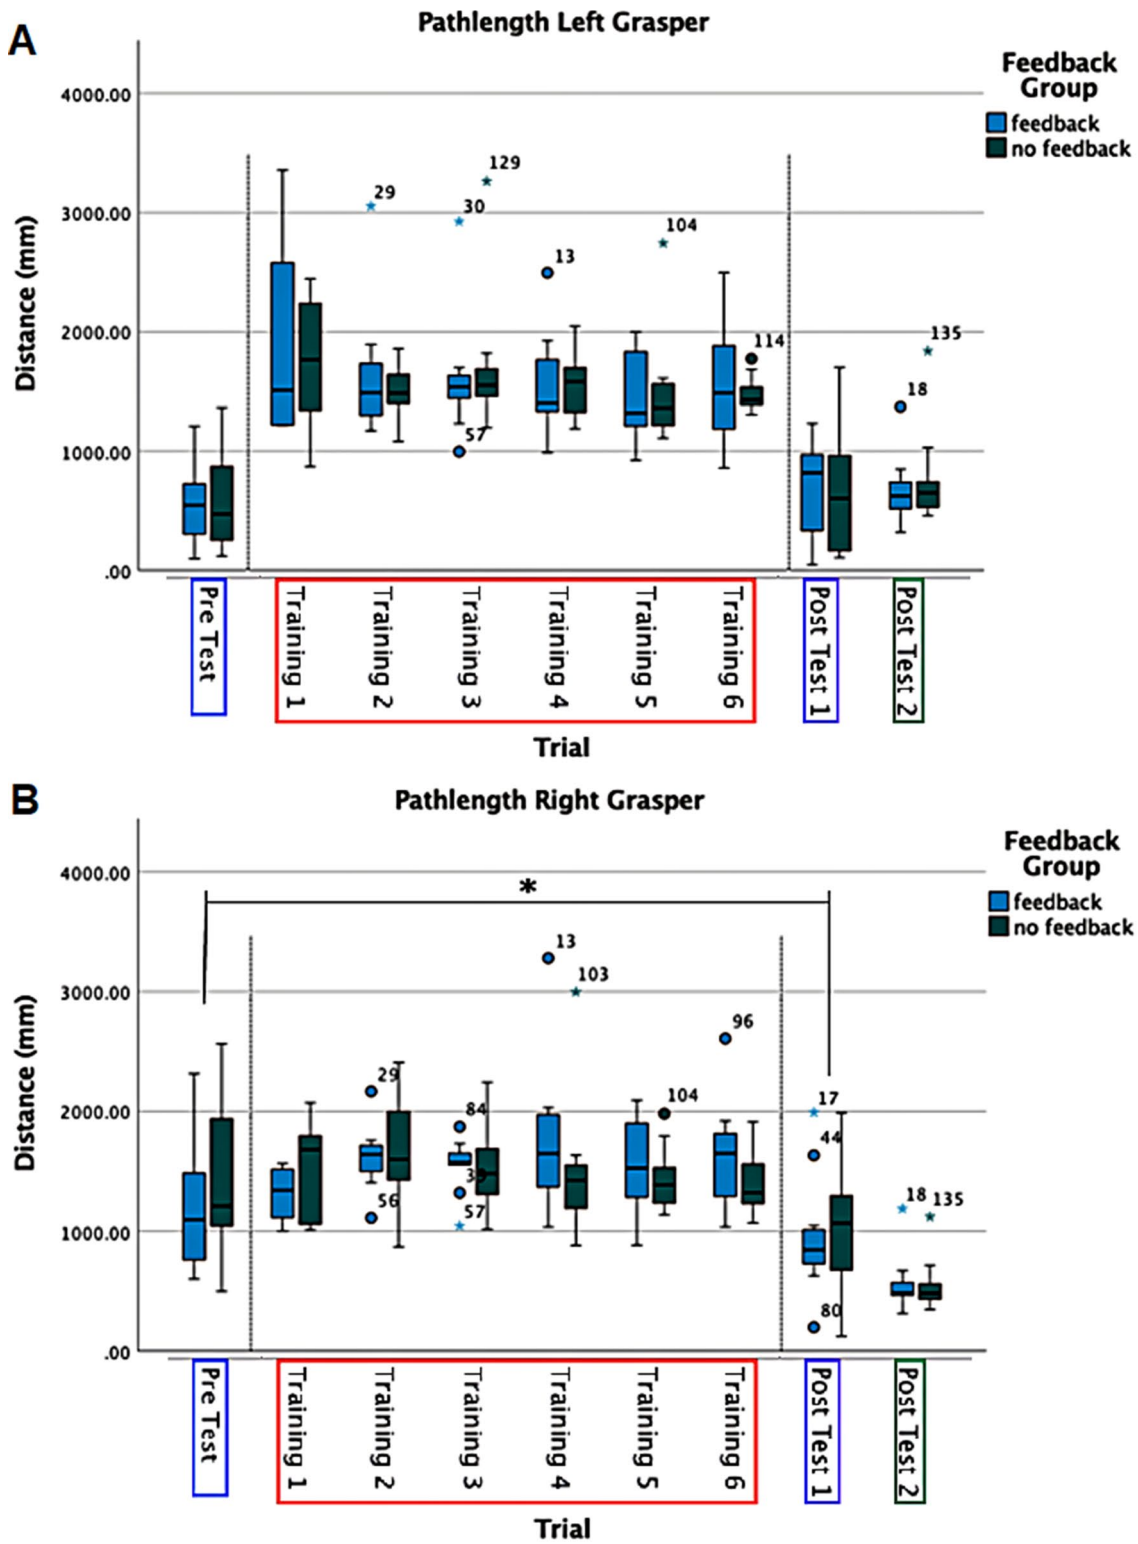 A
Pathlength Left Grasper
Feedback
Group
feedback
no feedback
Distance (mm)
4000.00
3000.00
2000.00
1000.00
.00
29
30
129
13
104
114
57
18
135
Pre Test
Training 1
Training 2
Training 3
Training 4
Training 5
Training 6
Post Test 1
Post Test 2
Trial
B
Pathlength Right Grasper
Feedback
Group
feedback
no feedback
Distance (mm)
4000.00
3000.00
2000.00
1000.00
.00
*
13
103
96
29
84
104
17
44
56
57
18
135
80
Pre Test
Training 1
Training 2
Training 3
Training 4
Training 5
Training 6
Post Test 1
Post Test 2
Trial